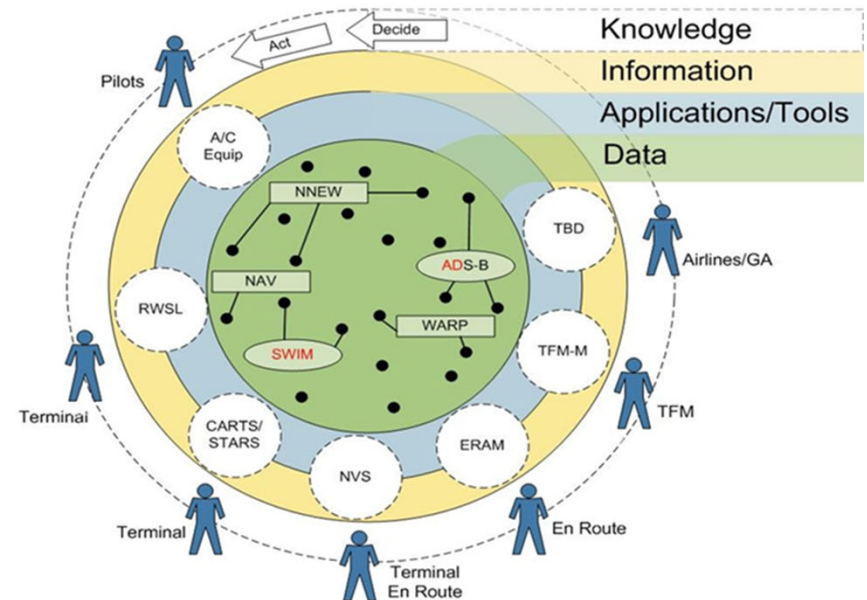 Decide
Act
Knowledge
Information
Applications/Tools
Data
Pilots
A/C
Equip
NNEW
TBD
Airlines/GA
ADS-B
NAV
RWSL
WARP
SWIM
TFM-M
TFM
Terminal
CARTS/
STARS
ERAM
NVS
Terminal
En Route
Terminal
En Route